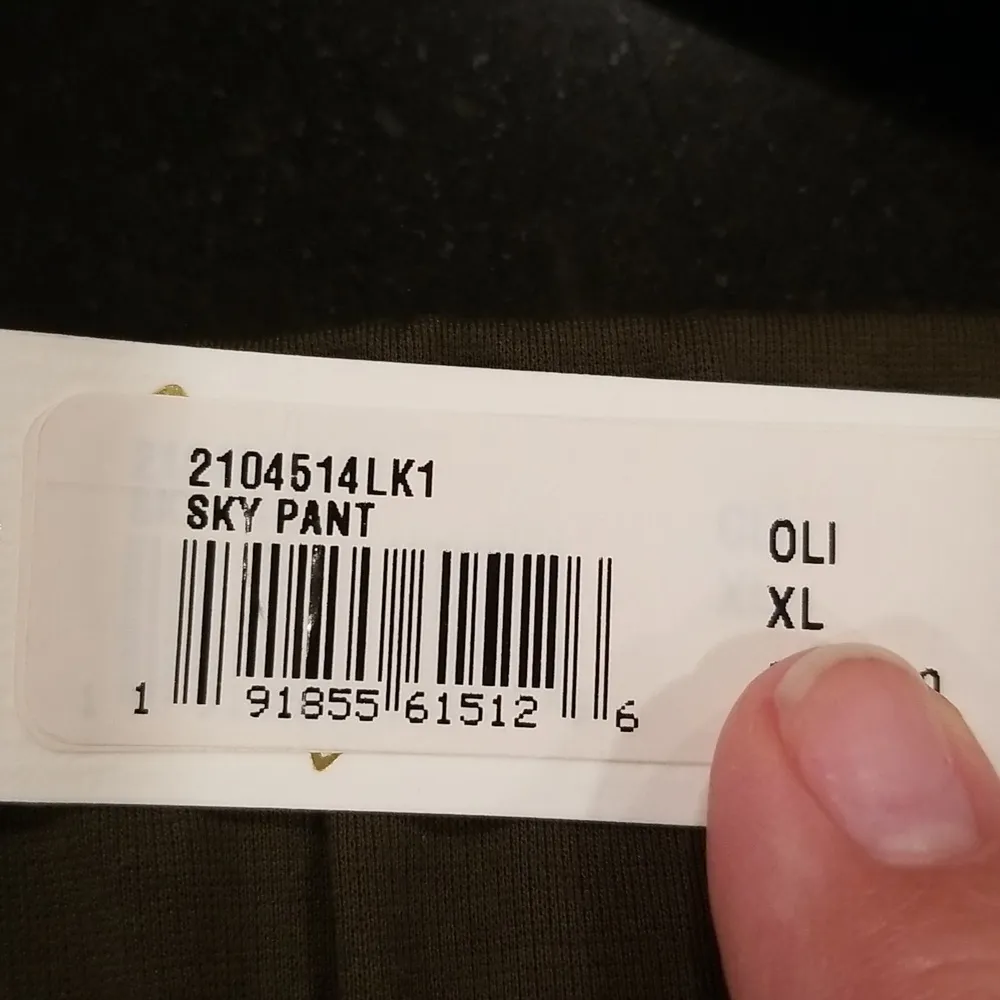 2104514LK1
SKY PANT
OLI
XL
1 91855 61512 6